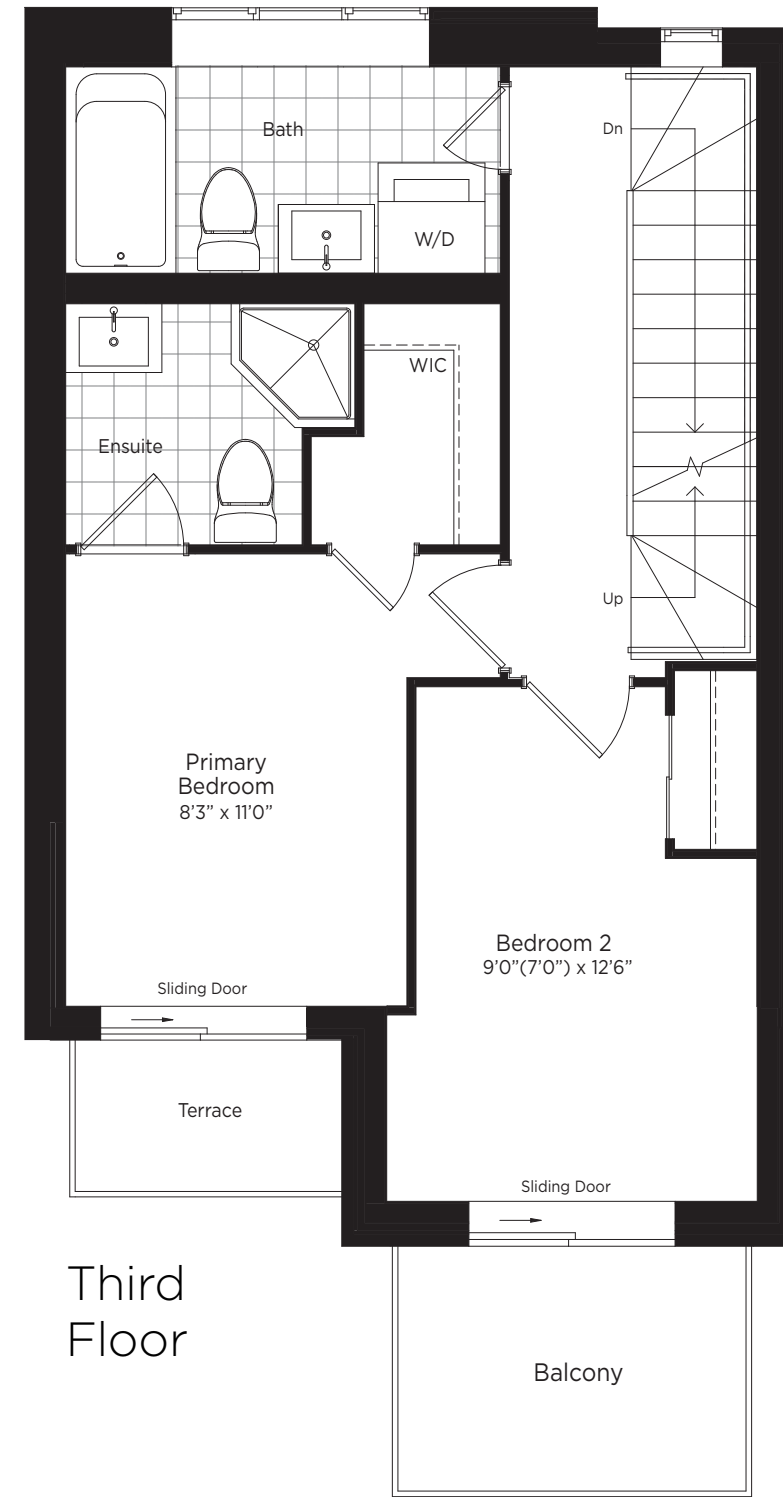 Bath
Dn
W/D
WIC
Ensuite
Up
Primary
Bedroom
8’3” x 11’0”
Bedroom 2
9’0”(7’0”) x 12’6”
Sliding Door
Terrace
Sliding Door
Third
Floor
Balcony